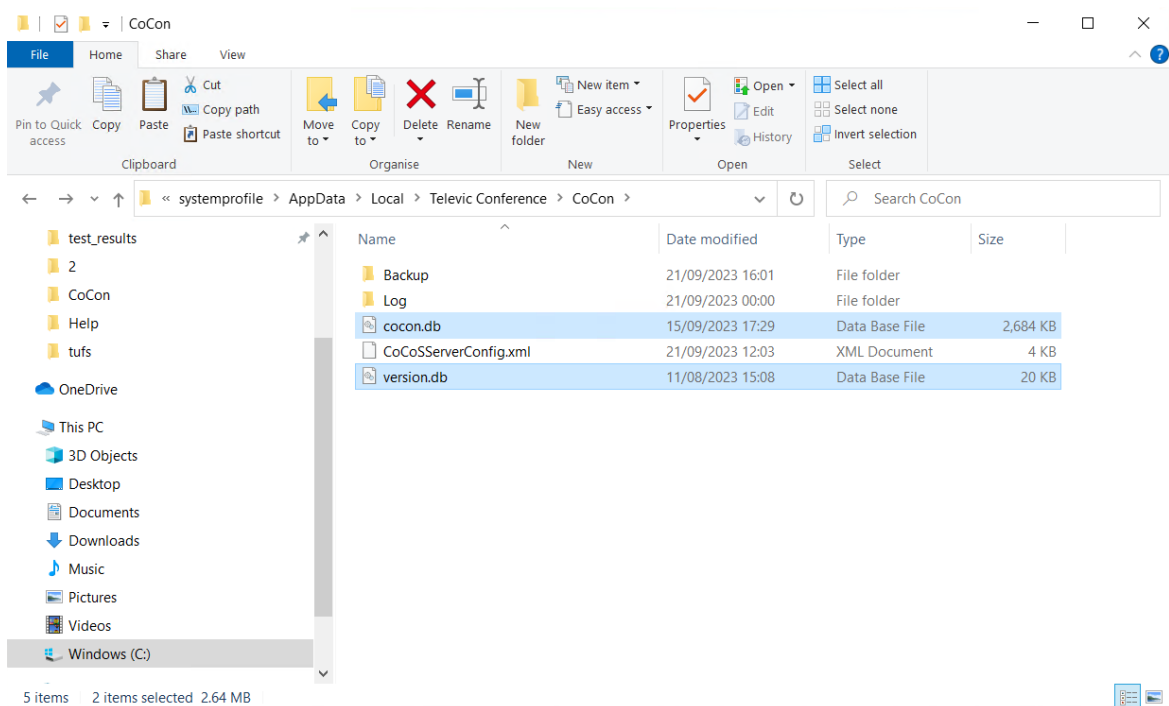 CoCon
File Home Share View
Pin to Quick access
Copy
Paste
Cut
Copy path
Paste shortcut
Clipboard
Move to
Copy to
Delete
Rename
Organise
New folder
New item
Easy access
New
Properties
Open
Edit
History
Open
Select all
Select none
Invert selection
Select
« systemprofile > AppData > Local > Televic Conference > CoCon >
Search CoCon
test_results
2
CoCon
Help
tufs
OneDrive
This PC
3D Objects
Desktop
Documents
Downloads
Music
Pictures
Videos
Windows (C:)
Name Date modified Type Size
Backup 21/09/2023 16:01 File folder
Log 21/09/2023 00:00 File folder
cocon.db 15/09/2023 17:29 Data Base File 2,684 KB
CoCoSServerConfig.xml 21/09/2023 12:03 XML Document 4 KB
version.db 11/08/2023 15:08 Data Base File 20 KB
5 items 2 items selected 2.64 MB